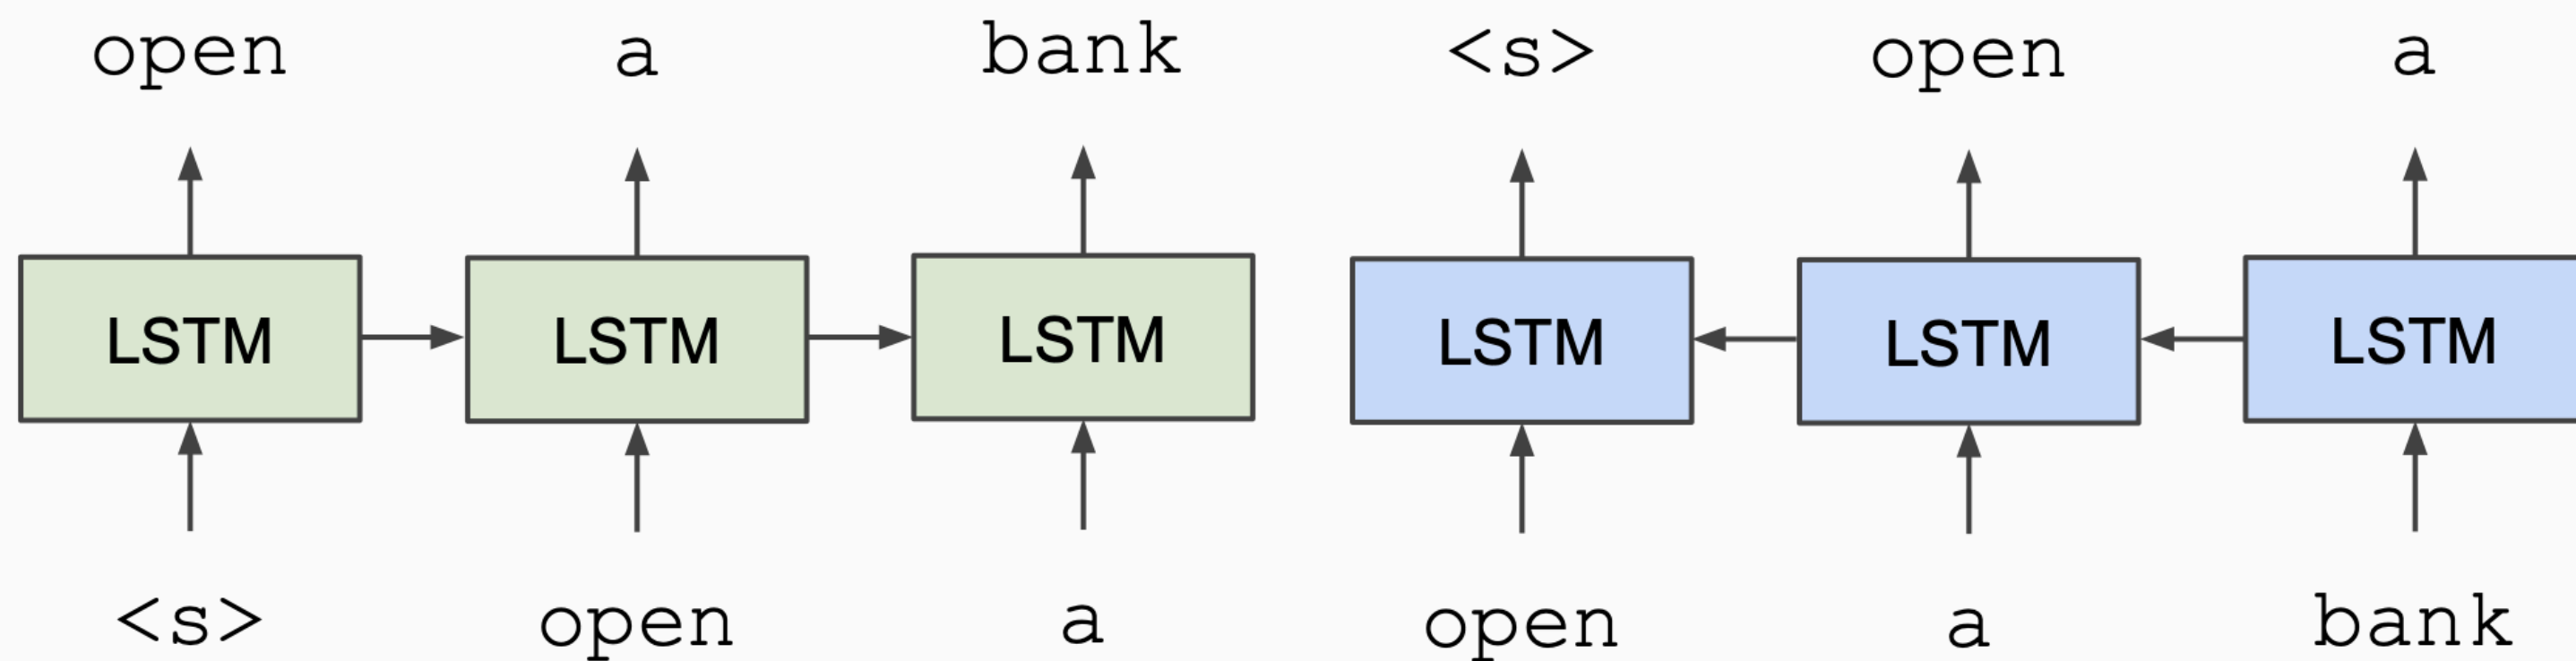 open a bank <s> open a
LSTM LSTM LSTM LSTM LSTM LSTM
<s> open a open a bank